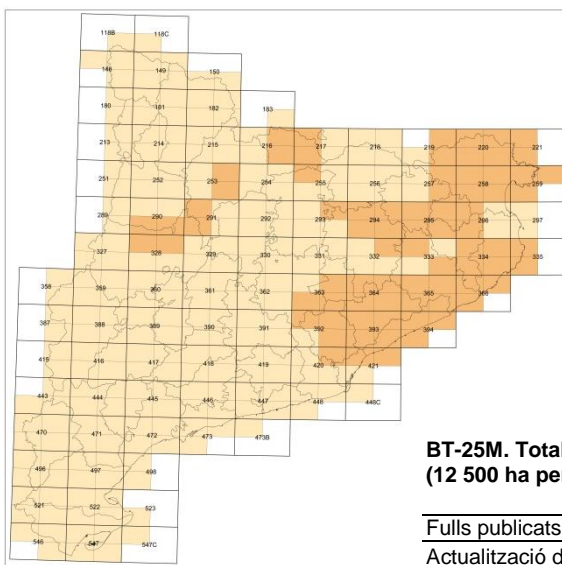 118B 118C
148 149 150
180 181 182 183
213 214 215 216 217 218 219 220 221
251 252 253 254 255 256 257 258 259
289 290 291 292 293 294 295 296 297
327 328 329 330 331 332 333 334 335
358 359 360 361 362 363 364 365 366
387 388 389 390 391 392 393 394
415 416 417 418 419 420 421
443 444 445 446 447 448 448C
470 471 472 473 473B
496 497 498
521 522 523
546 547 547C
BT-25M. Total
(12 500 ha per
Fulls publicats
Actualització d